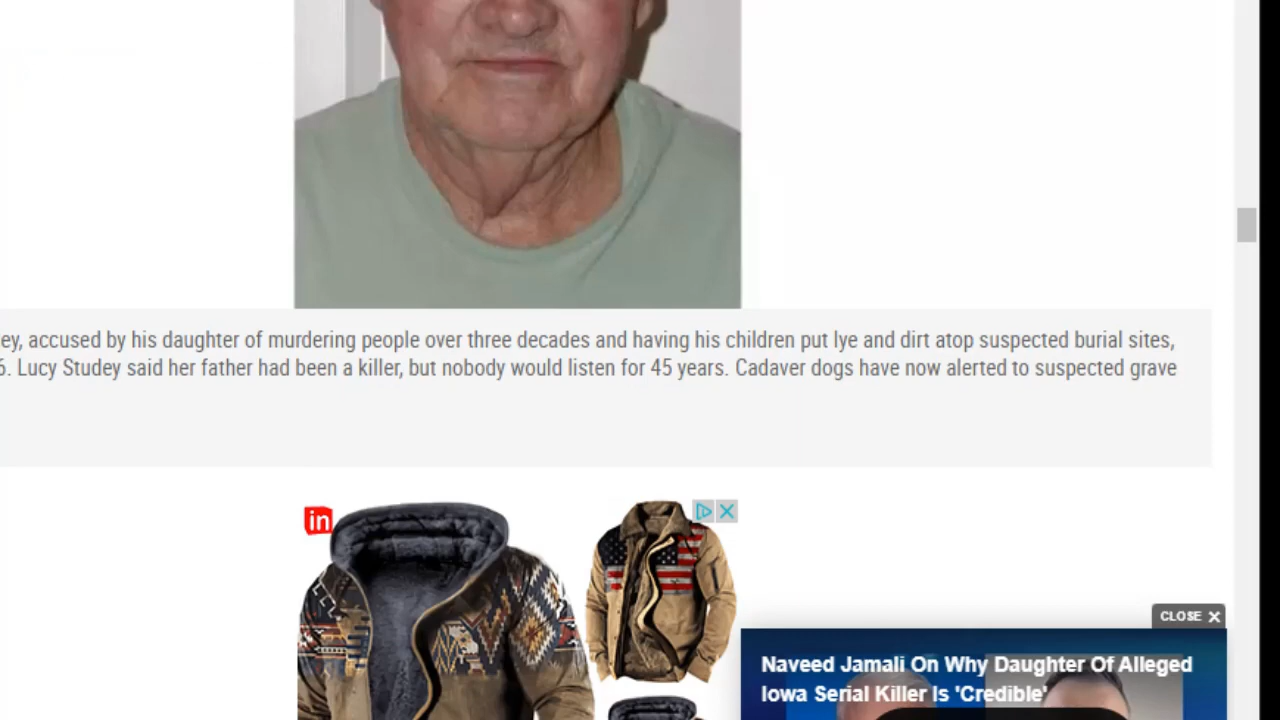 ey, accused by his daughter of murdering people over three decades and having his children put lye and dirt atop suspected burial sites,
6. Lucy Studey said her father had been a killer, but nobody would listen for 45 years. Cadaver dogs have now alerted to suspected grave
in
CLOSE X
Naveed Jamali On Why Daughter Of Alleged
Iowa Serial Killer Is 'Credible'